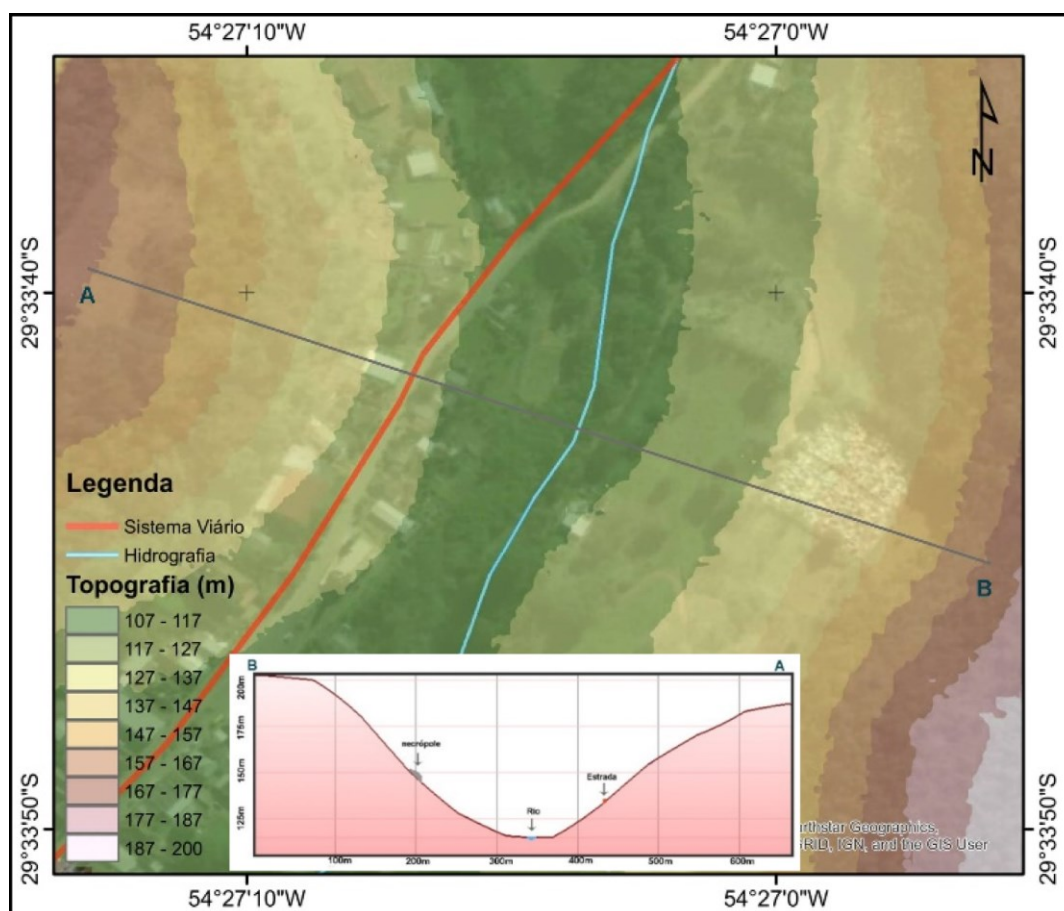 54°27'10"W 54°27'0"W
N
29°33'40"S 29°33'40"S
A
B
Legenda
Sistema Viário
Hidrografia
Topografia (m)
107 - 117
117 - 127
127 - 137
137 - 147
147 - 157
157 - 167
167 - 177
177 - 187
187 - 200
B A
200m
175m
150m
125m
necrópole
Estrada
Rio
100m 200m 300m 400m 500m 600m
Geographics,
IGN, and the GIS User
29°33'50"S 29°33'50"S
54°27'10"W 54°27'0"W